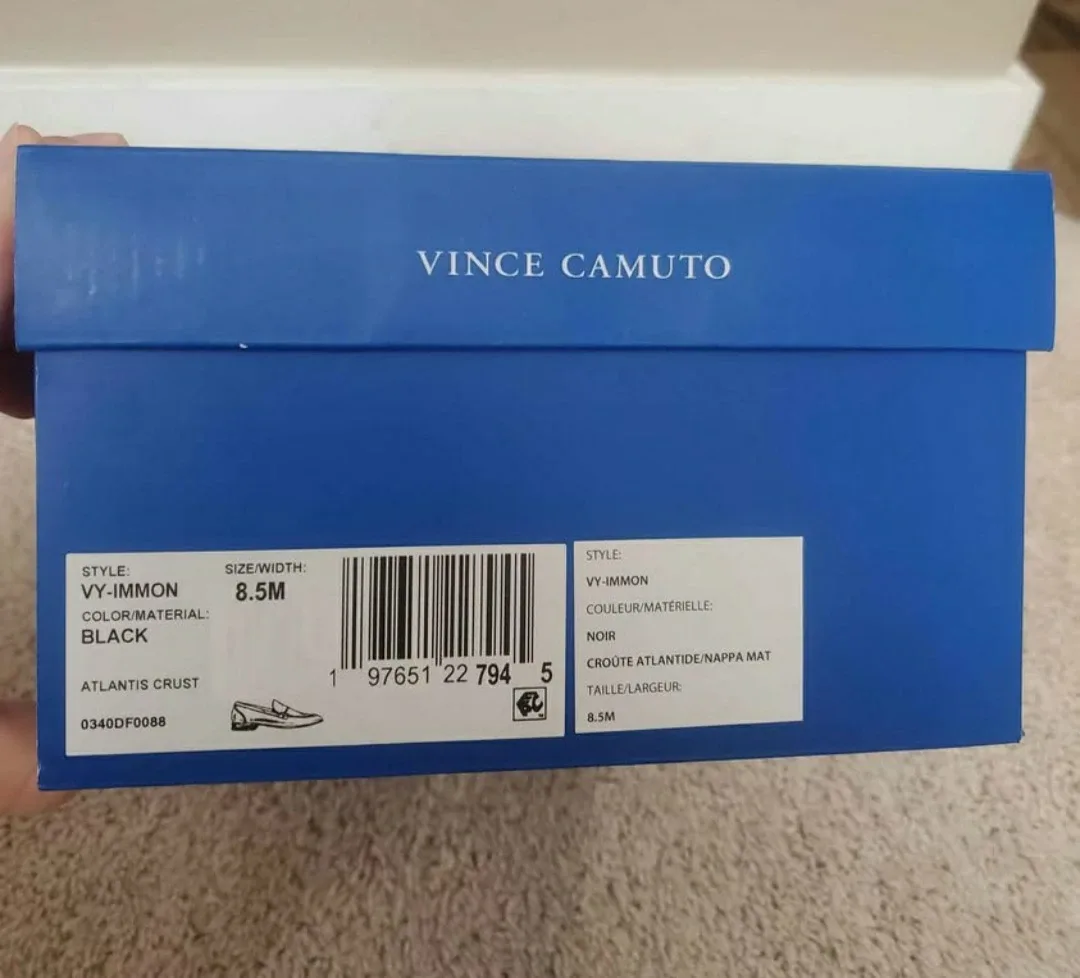 VINCE CAMUTO
STYLE: SIZE/WIDTH:
VY-IMMON 8.5M
COLOR/MATERIAL:
BLACK
ATLANTIS CRUST
0340DF0088
1 97651 22 794 5
STYLE:
VY-IMMON
COULEUR/MATÉRIELLE:
NOIR
CROÛTE ATLANTIDE/NAPPA MAT
TAILLE/LARGEUR:
8.5M